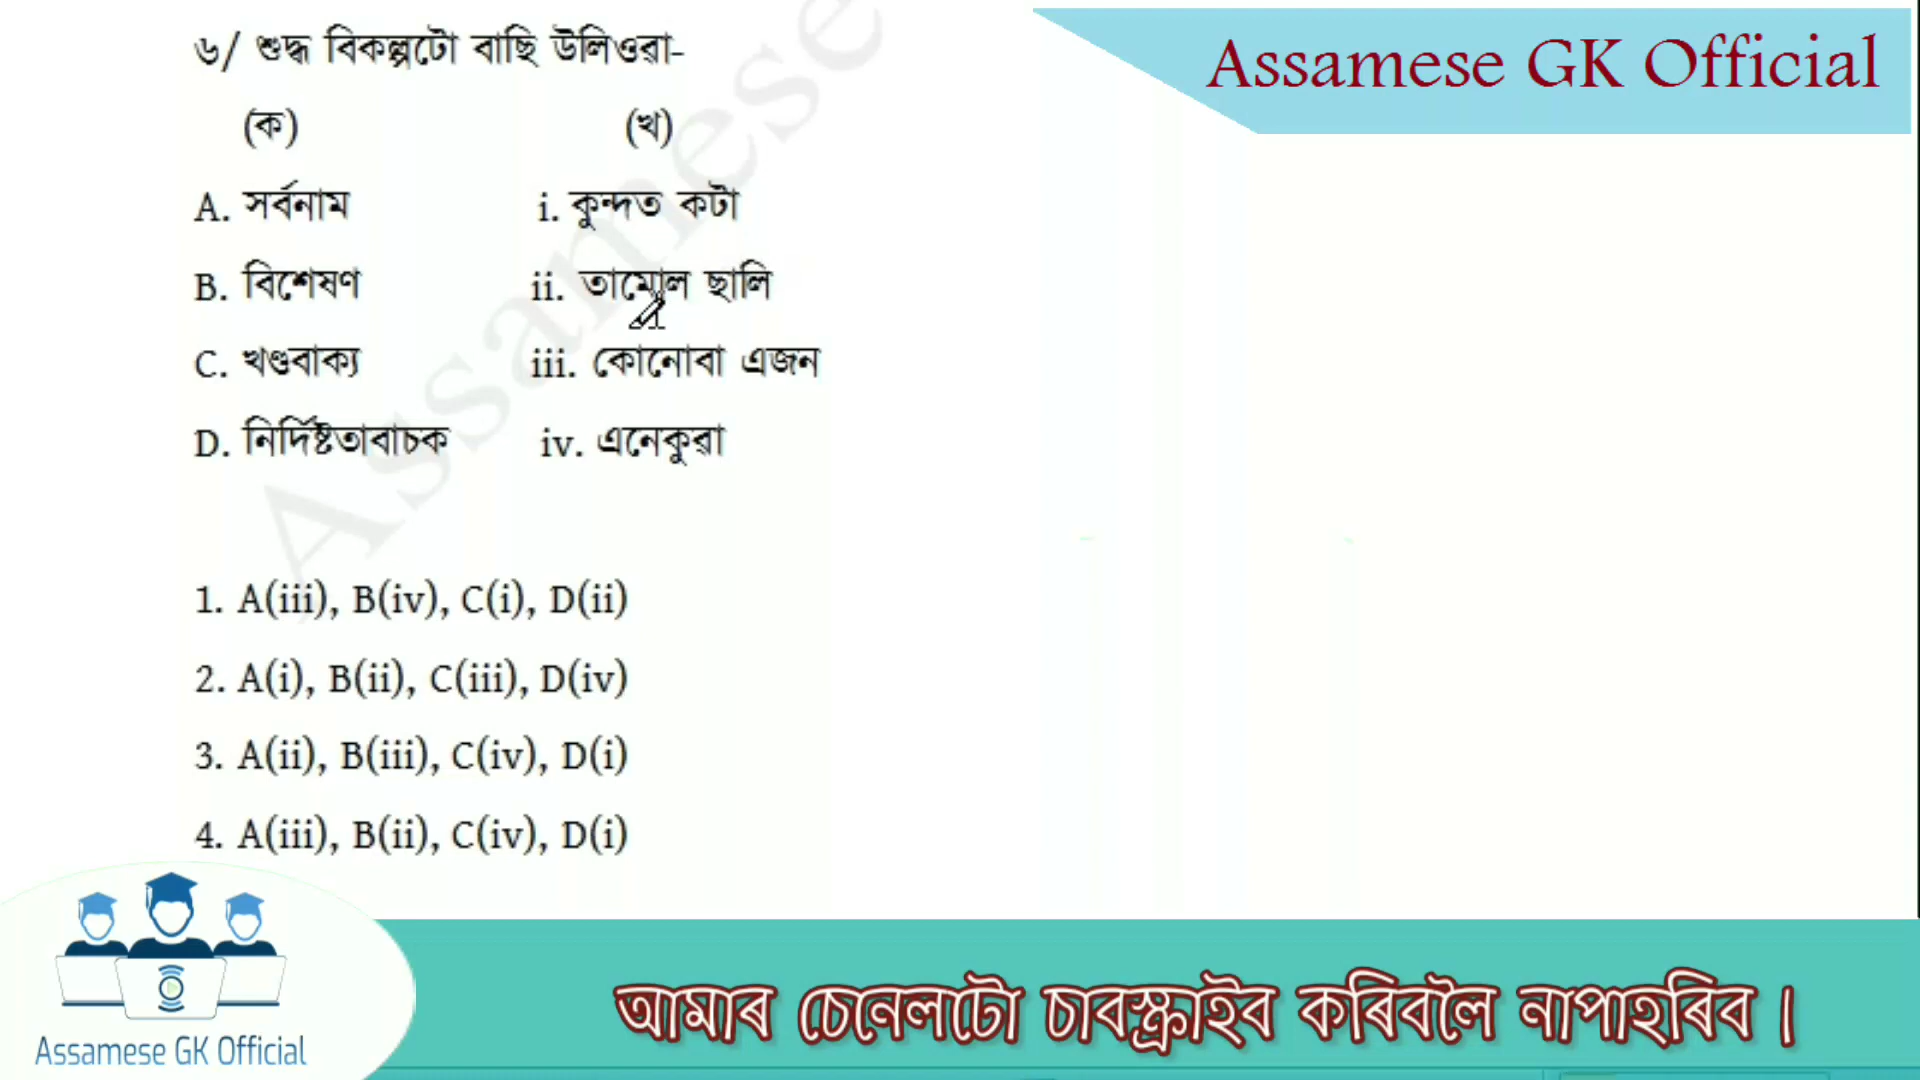 Assamese GK Official
৬/ শুদ্ধ বিকল্পটো বাছি উলিওৱা-
(ক) (খ)
A. সৰ্বনাম i. কুন্দত কটা
B. বিশেষণ ii. তামোল ছালি
C. খণ্ডবাক্য iii. কোনোবা এজন
D. নিৰ্দিষ্টতাবাচক iv. এনেকুৱা
1. A(iii), B(iv), C(i), D(ii)
2. A(i), B(ii), C(iii), D(iv)
3. A(ii), B(iii), C(iv), D(i)
4. A(iii), B(ii), C(iv), D(i)
Assamese
আমাৰ চেনেলটো চাবস্ক্ৰাইব কৰিবলৈ নাপাহৰিব ।
Assamese GK Official